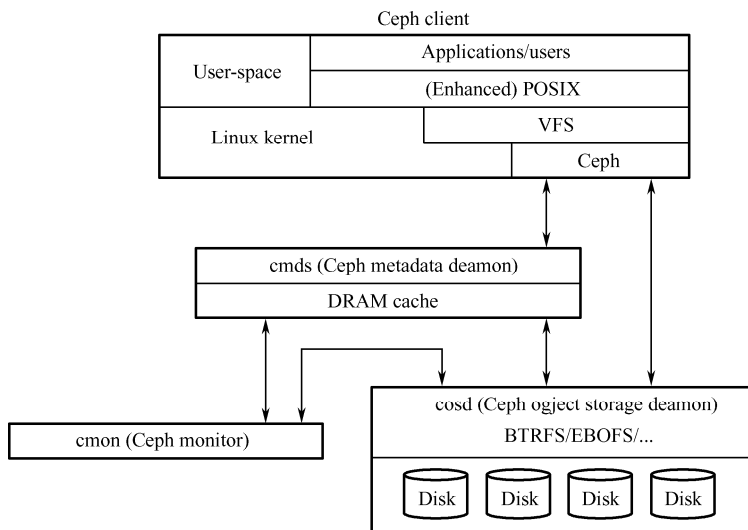 Ceph client
User-space
Applications/users
(Enhanced) POSIX
Linux kernel
VFS
Ceph
cmds (Ceph metadata deamon)
DRAM cache
cmon (Ceph monitor)
cosd (Ceph ogject storage deamon)
BTRFS/EBOFS/...
Disk
Disk
Disk
Disk